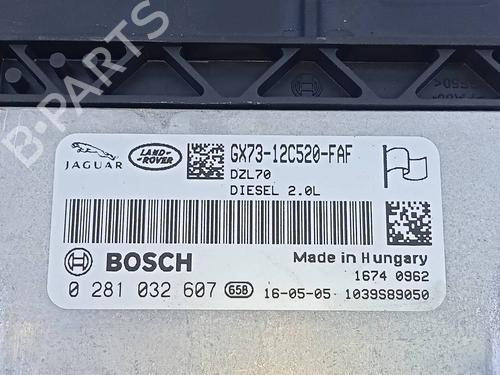 B-PARTS
JAGUAR
LAND-
ROVER
GX73-12C520-FAF
DZL70
DIESEL 2.0L
BOSCH
Made in Hungary
1674 0962
0 281 032 607 65B 16-05-05 1039S89050